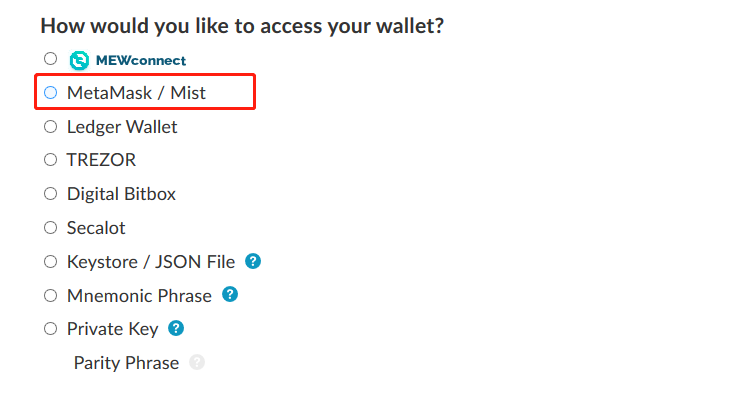 How would you like to access your wallet?
MEWconnect
MetaMask / Mist
Ledger Wallet
TREZOR
Digital Bitbox
Secalot
Keystore / JSON File ?
Mnemonic Phrase ?
Private Key ?
Parity Phrase ?